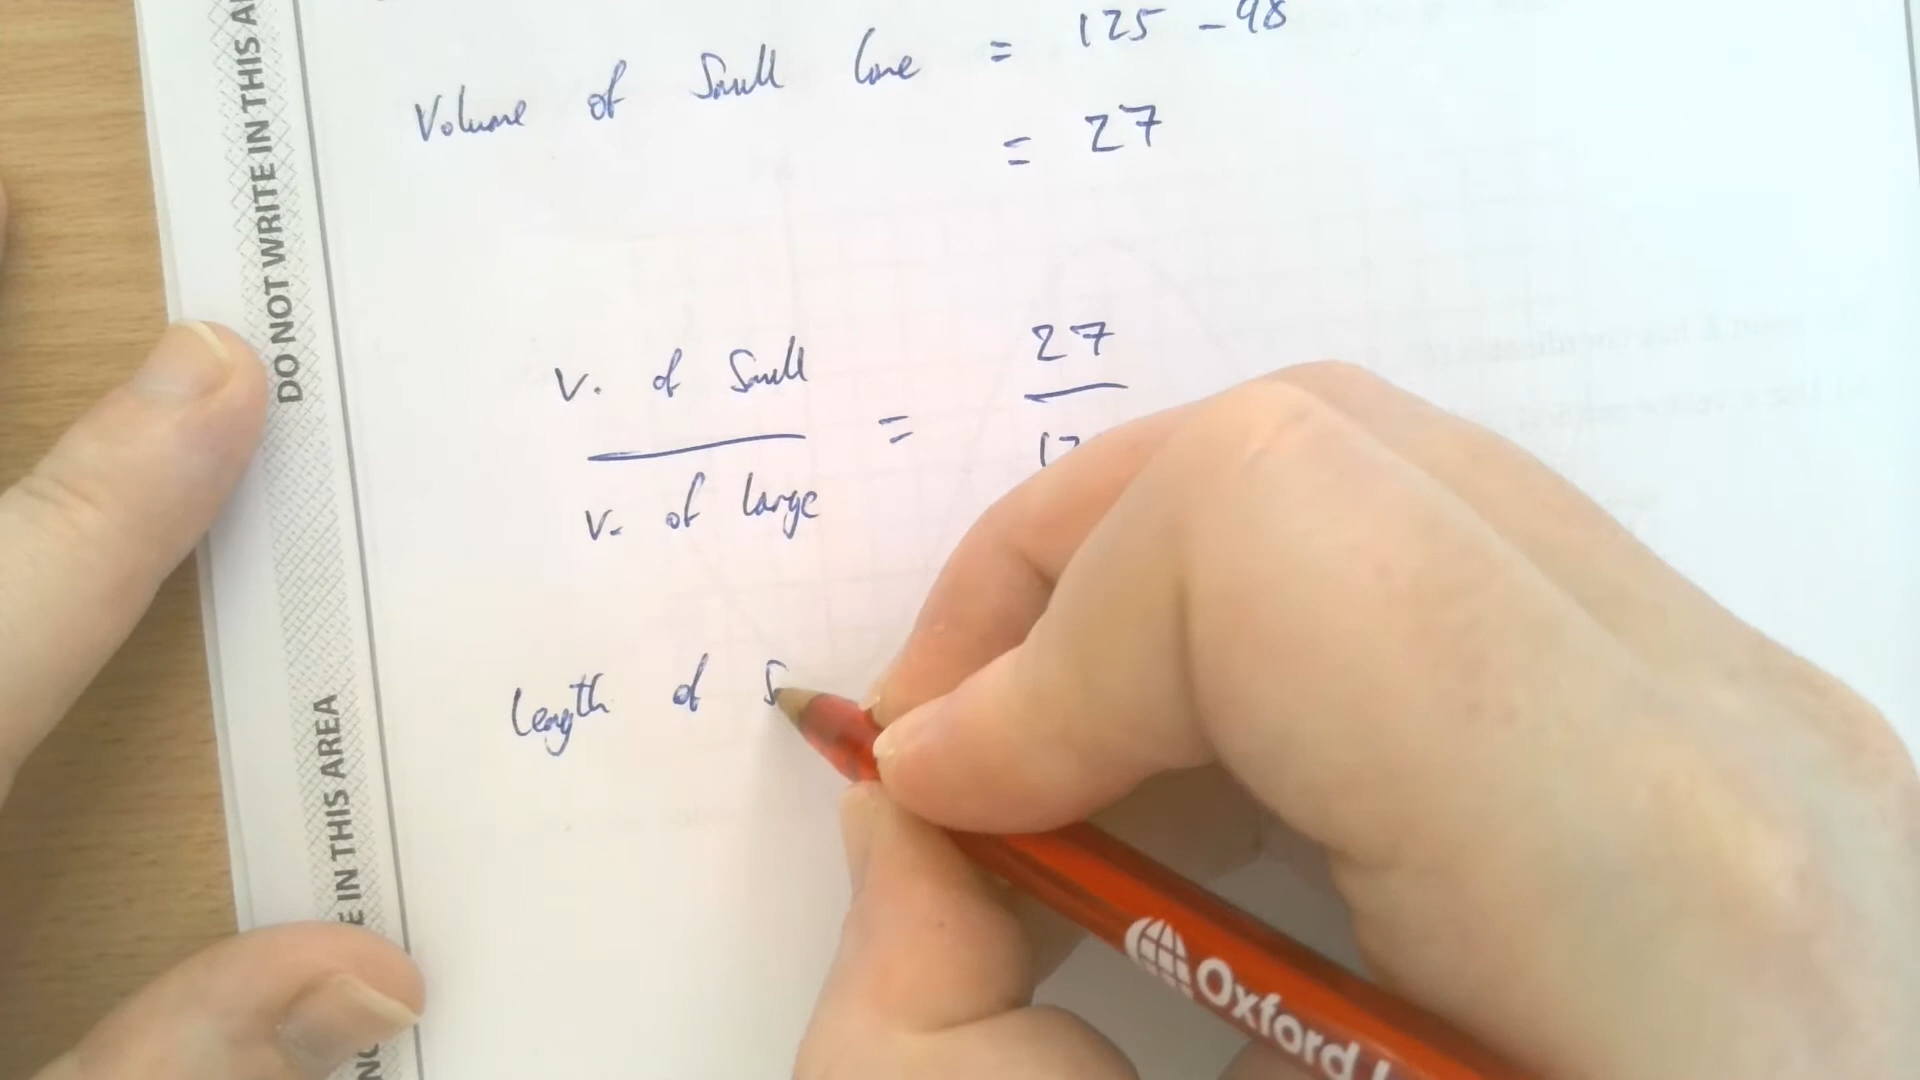 125 - 98
Volume of Small Cone =
= 27
V. of Small
27
=
V. of large
length of S
DO NOT WRITE IN THIS A
IN THIS AREA
Oxford